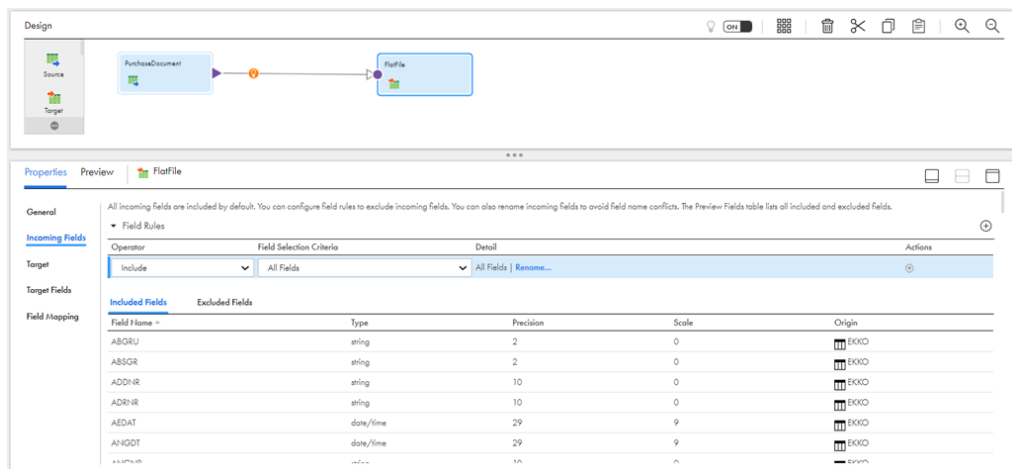 Design
ON
Source
Target
PurchaseDocument
FlatFile
Properties Preview FlatFile
General
Incoming Fields
Target
Target Fields
Field Mapping
All incoming fields are included by default. You can configure field rules to exclude incoming fields. You can also rename incoming fields to avoid field name conflicts. The Preview Fields table lists all included and excluded fields.
Field Rules
Operator Field Selection Criteria Detail Actions
Include All Fields All Fields | Rename...
Included Fields Excluded Fields
Field Name Type Precision Scale Origin
ABGRU string 2 0 EKKO
ABSGR string 2 0 EKKO
ADDNR string 10 0 EKKO
ADRNR string 10 0 EKKO
AEDAT date/time 29 9 EKKO
ANGDT date/time 29 9 EKKO
ANGNR string 10 0 EKKO